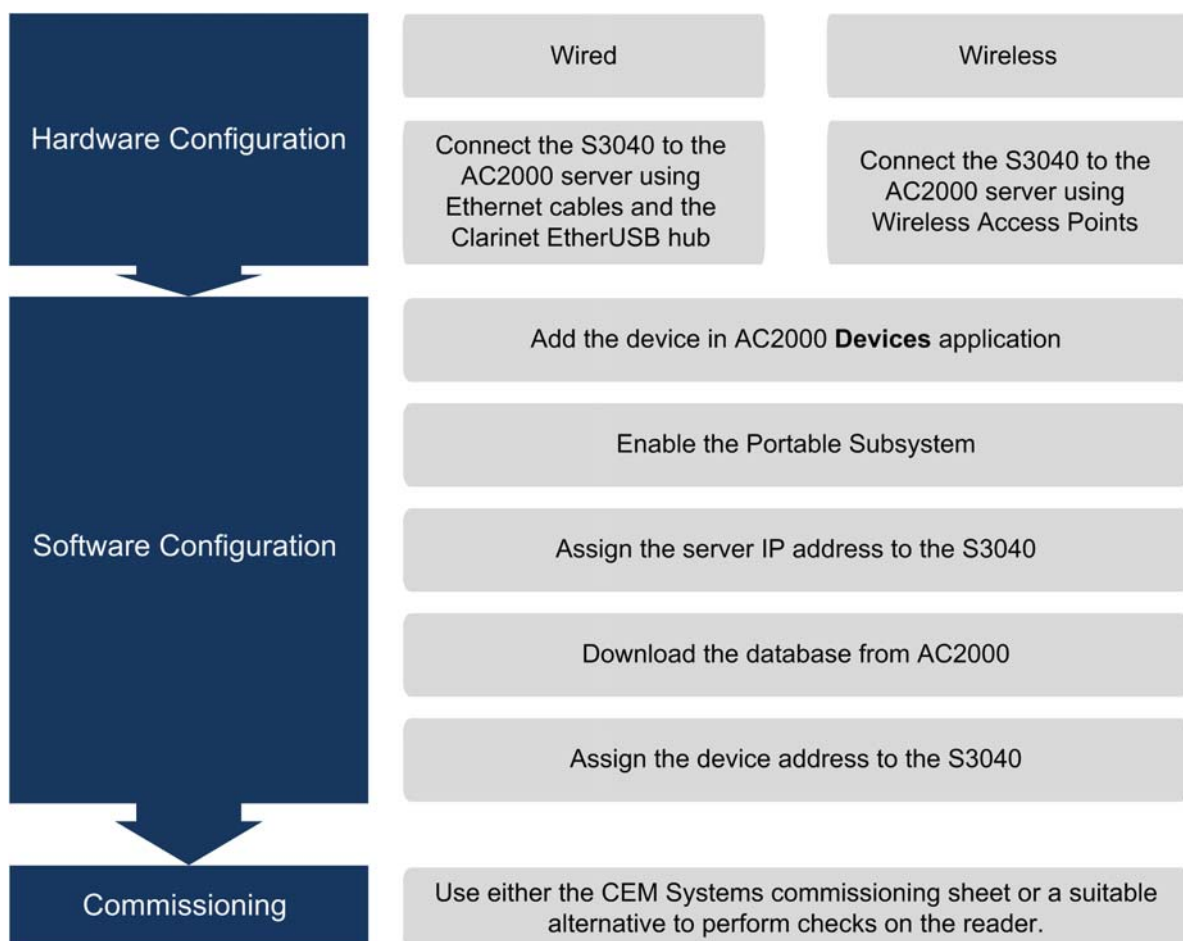 Hardware Configuration
Wired
Connect the S3040 to the
AC2000 server using
Ethernet cables and the
Clarinet EtherUSB hub
Wireless
Connect the S3040 to the
AC2000 server using
Wireless Access Points
Software Configuration
Add the device in AC2000 Devices application
Enable the Portable Subsystem
Assign the server IP address to the S3040
Download the database from AC2000
Assign the device address to the S3040
Commissioning
Use either the CEM Systems commissioning sheet or a suitable
alternative to perform checks on the reader.